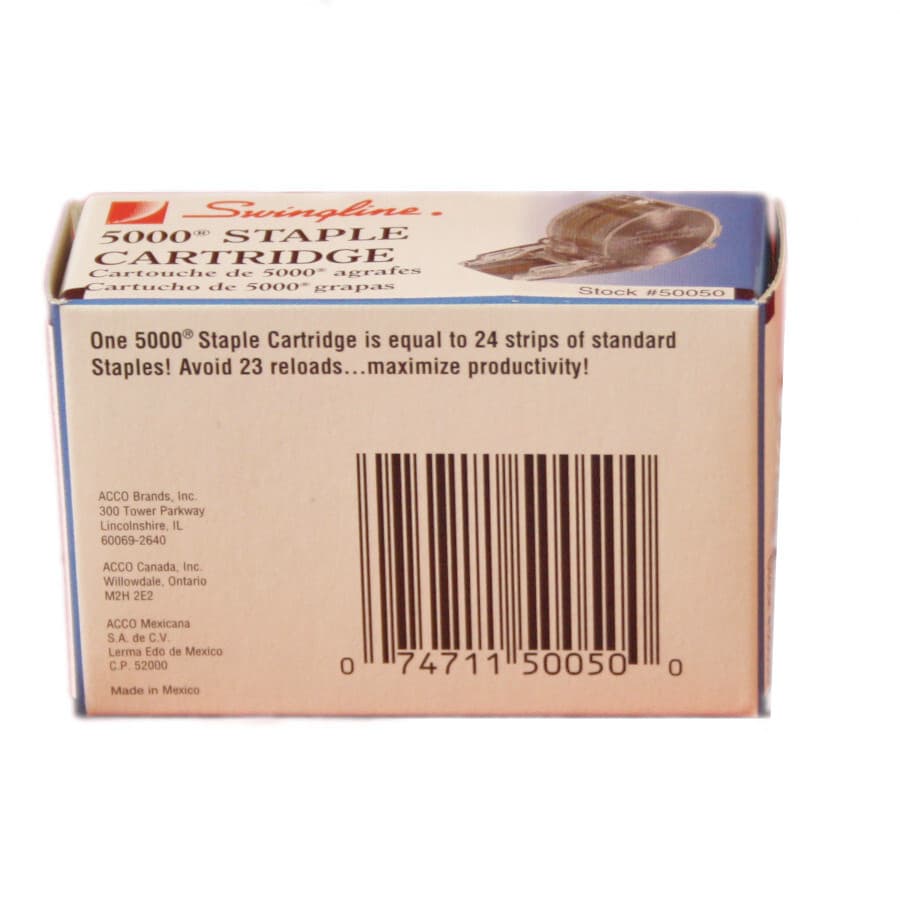 Swingline.
5000® STAPLE
CARTRIDGE
Cartouche de 5000® agrafes
Cartucho de 5000® grapas
Stock #50050
One 5000® Staple Cartridge is equal to 24 strips of standard
Staples! Avoid 23 reloads...maximize productivity!
ACCO Brands, Inc.
300 Tower Parkway
Lincolnshire, IL
60069-2640
ACCO Canada, Inc.
Willowdale, Ontario
M2H 2E2
ACCO Mexicana
S.A. de C.V.
Lerma Edo de Mexico
C.P. 52000
Made in Mexico
0 74711 50050 0